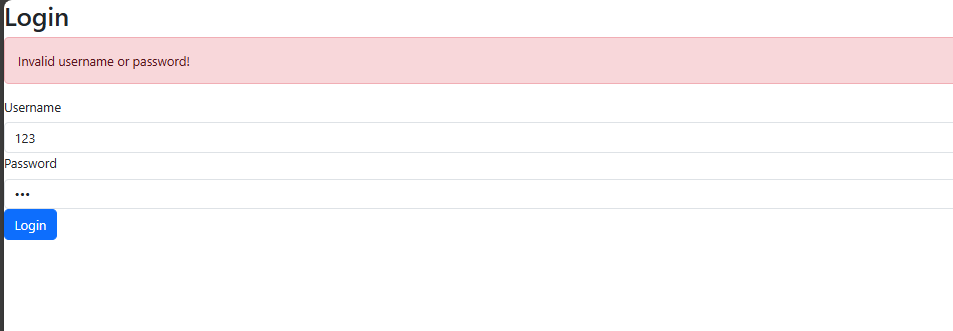 Login
Invalid username or password!
Username
123
Password
•••
Login